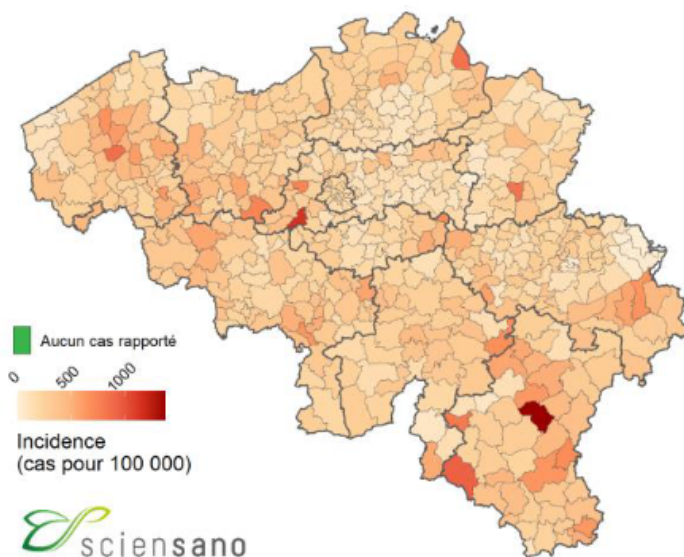 Aucun cas rapporté
0
500
1000
Incidence
(cas pour 100 000)
sciensano